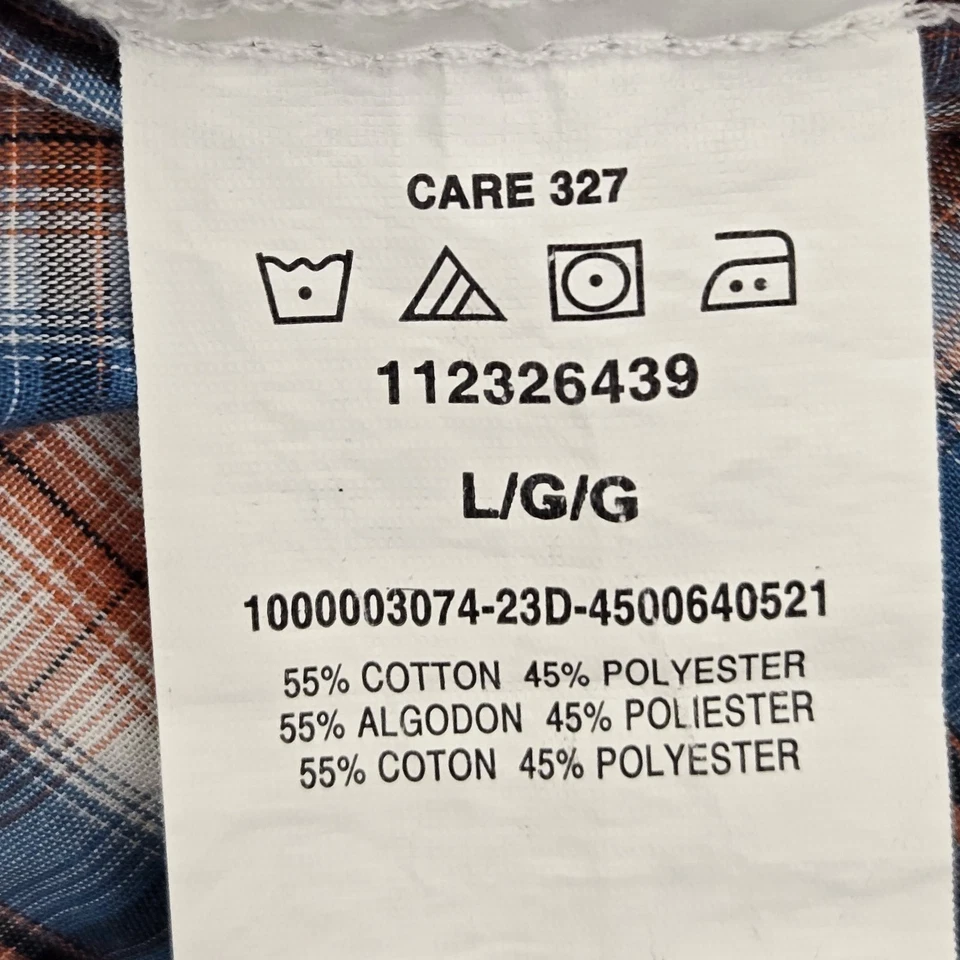 CARE 327
112326439
L/G/G
1000003074-23D-4500640521
55% COTTON 45% POLYESTER
55% ALGODON 45% POLIESTER
55% COTON 45% POLYESTER